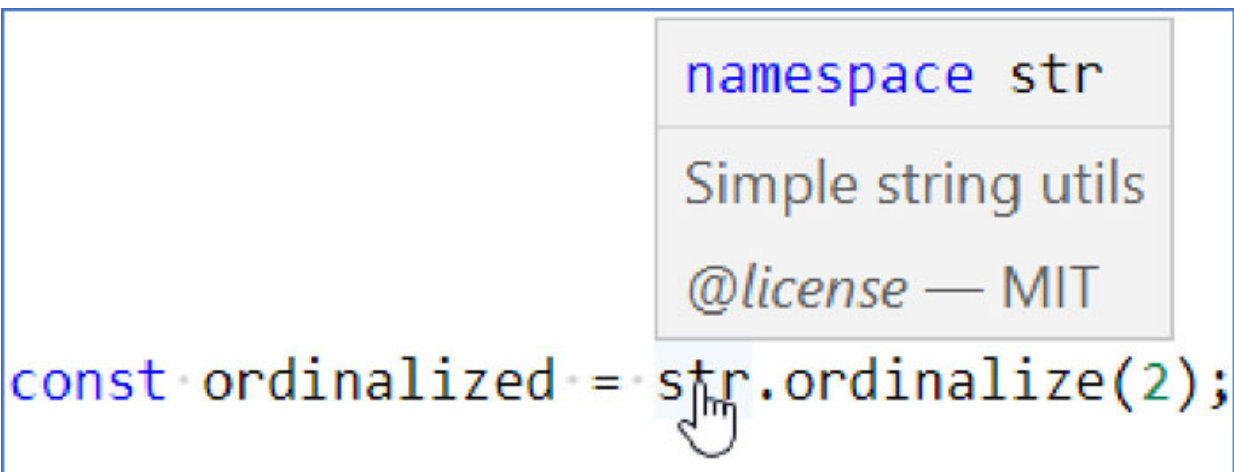 namespace str
Simple string utils
@license — MIT
const ordinalized = str.ordinalize(2);